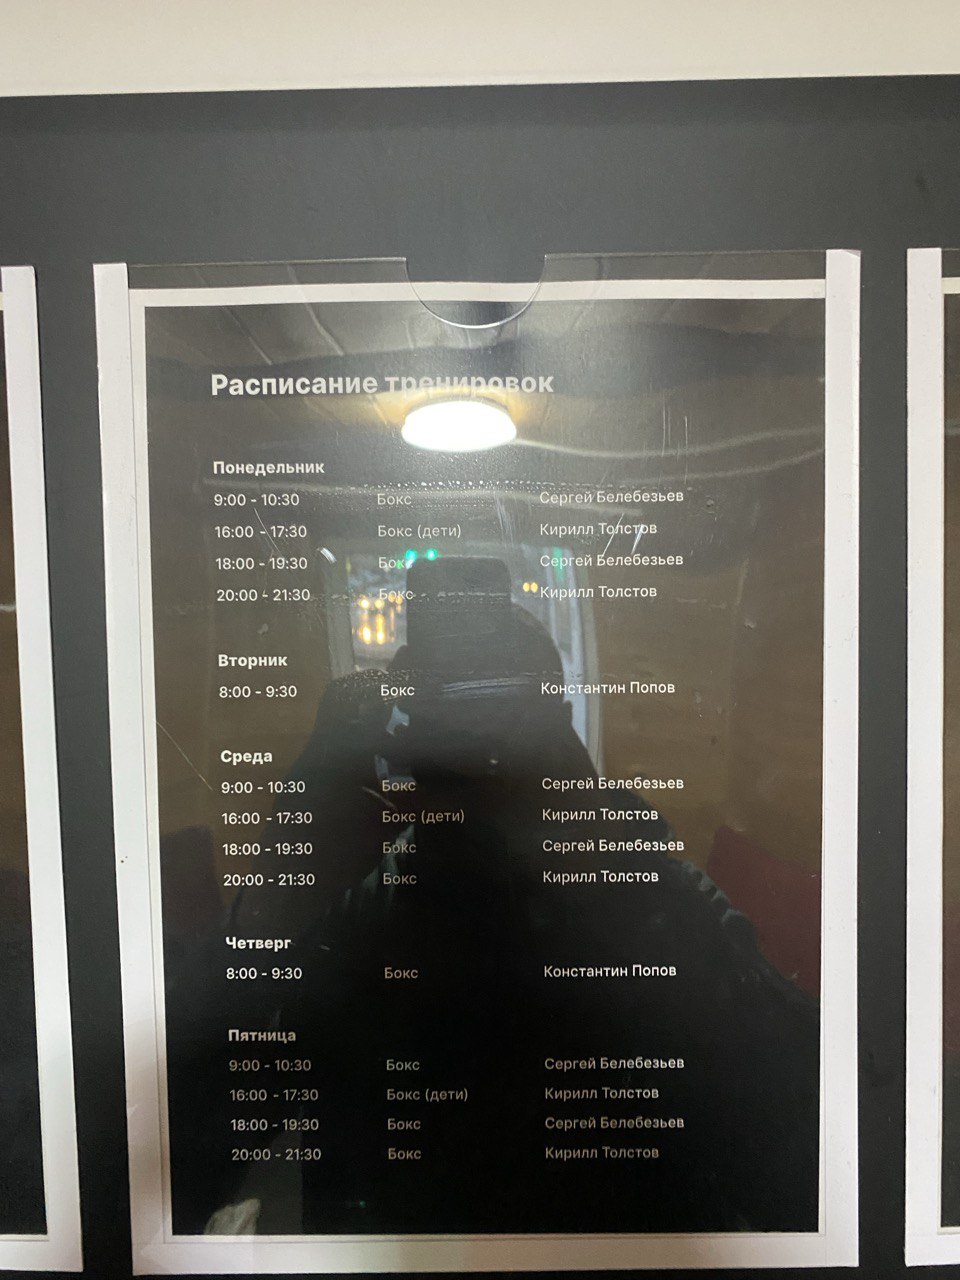 Расписание тренировок
Понедельник
9:00 - 10:30 Бокс Сергей Белебезьев
16:00 - 17:30 Бокс (дети) Кирилл Толстов
18:00 - 19:30 Бокс Сергей Белебезьев
20:00 - 21:30 Бокс Кирилл Толстов
Вторник
8:00 - 9:30 Бокс Константин Попов
Среда
9:00 - 10:30 Бокс Сергей Белебезьев
16:00 - 17:30 Бокс (дети) Кирилл Толстов
18:00 - 19:30 Бокс Сергей Белебезьев
20:00 - 21:30 Бокс Кирилл Толстов
Четверг
8:00 - 9:30 Бокс Константин Попов
Пятница
9:00 - 10:30 Бокс Сергей Белебезьев
16:00 - 17:30 Бокс (дети) Кирилл Толстов
18:00 - 19:30 Бокс Сергей Белебезьев
20:00 - 21:30 Бокс Кирилл Толстов